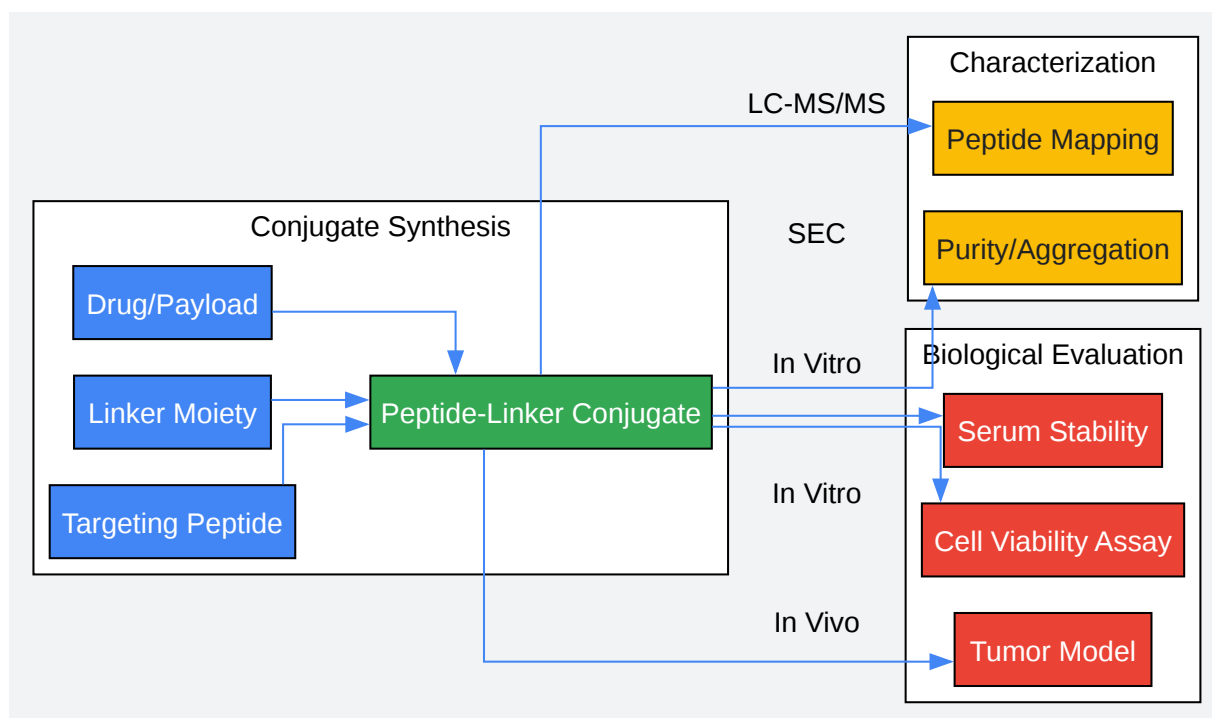 Conjugate Synthesis
Drug/Payload
Linker Moiety
Targeting Peptide
Peptide-Linker Conjugate
LC-MS/MS
SEC
In Vitro
In Vitro
In Vivo
Characterization
Peptide Mapping
Purity/Aggregation
Biological Evaluation
Serum Stability
Cell Viability Assay
Tumor Model